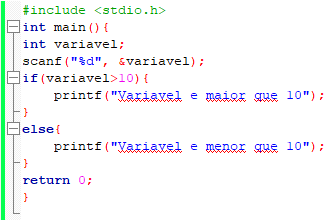 #include <stdio.h>
int main(){
int variavel;
scanf("%d", &variavel);
if(variavel>10){
printf("Variavel e maior que 10");
}
else{
printf("Variavel e menor que 10");
}
return 0;
}